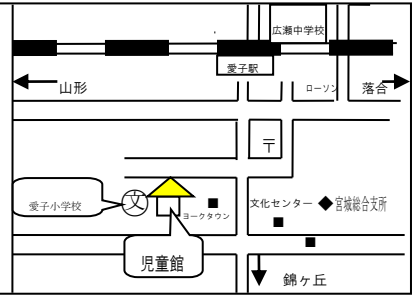 広瀬中学校
愛子駅
山形
ローソン
落合
〒
愛子小学校
文
ヨークタウン
文化センター
宮城総合支所
児童館
錦ヶ丘